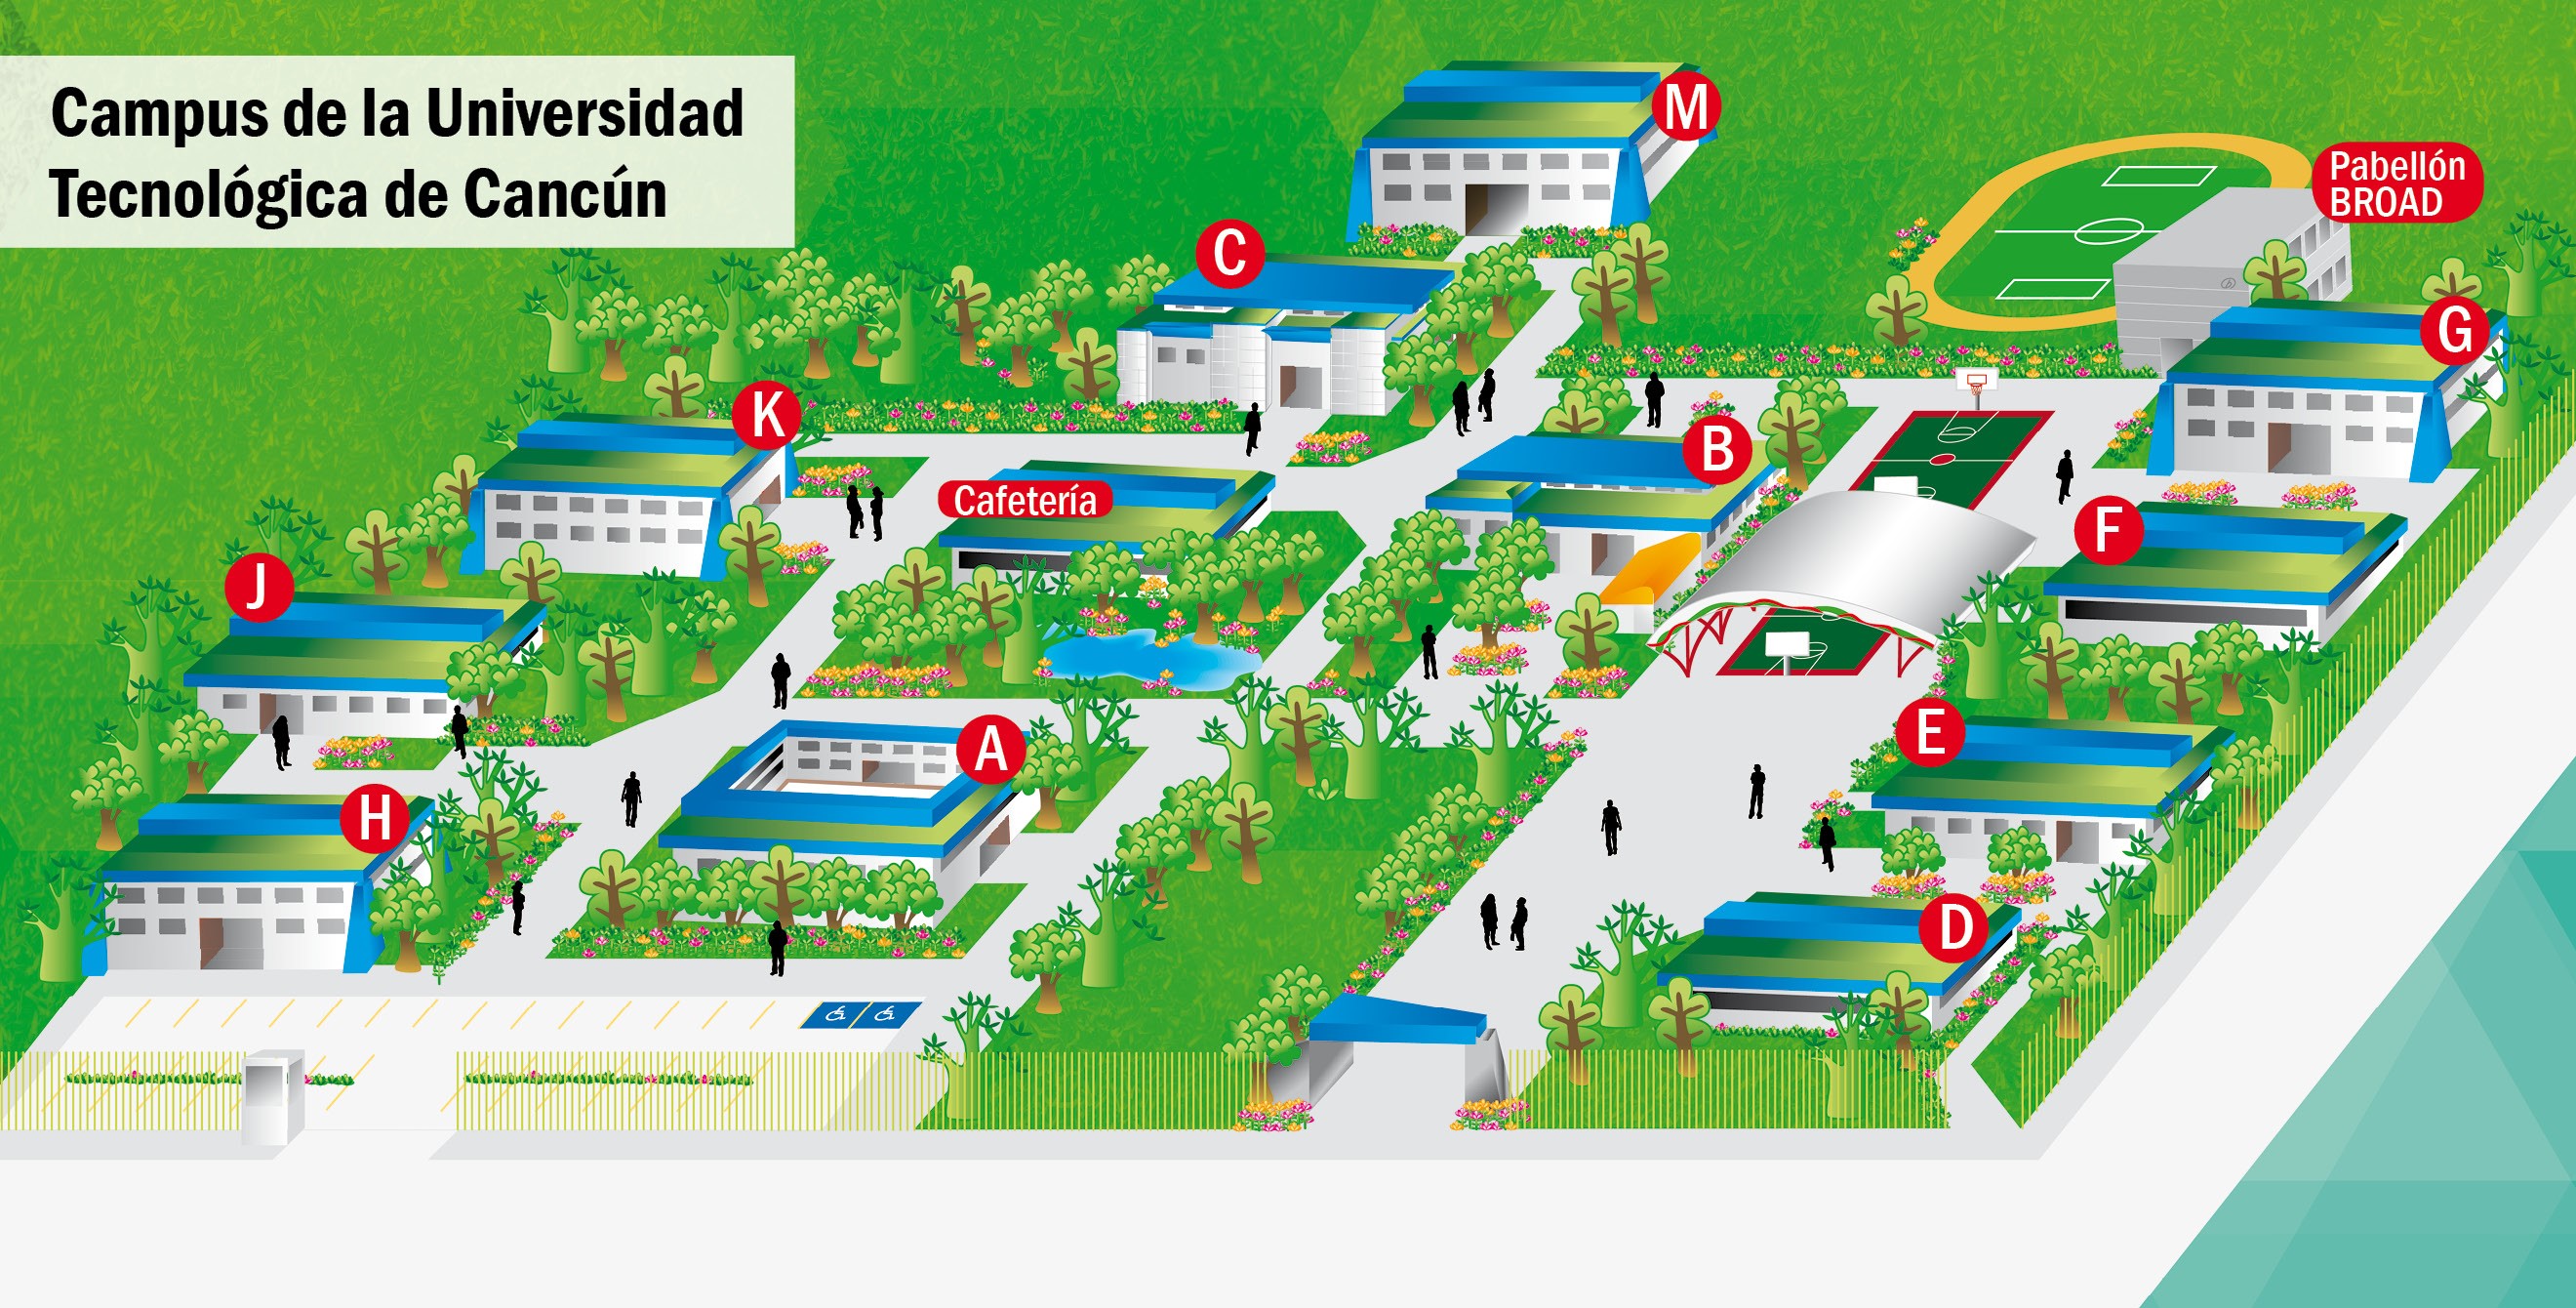 Campus de la Universidad
Tecnológica de Cancún
M
Pabellón
BROAD
C
G
K
B
Cafetería
F
J
E
A
H
D